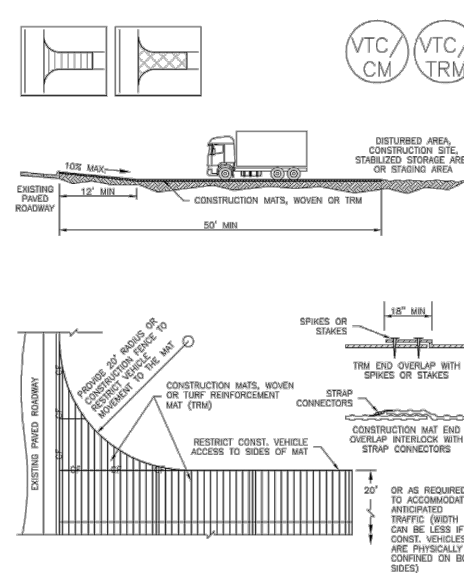 VTC/
CM
VTC/
TRM
DISTURBED AREA,
CONSTRUCTION SITE,
STABILIZED STORAGE AREA
OR STAGING AREA
10% MAX.
EXISTING
PAVED
ROADWAY
12' MIN
CONSTRUCTION MATS, WOVEN OR TRM
50' MIN
PROVIDE 20' RADIUS OR
CONSTRUCTION FENCE TO
RESTRICT VEHICLE
MOVEMENT TO THE MAT
EXISTING PAVED ROADWAY
CONSTRUCTION MATS, WOVEN
OR TURF REINFORCEMENT
MAT (TRM)
CF
CF
CF
CF
RESTRICT CONST. VEHICLE
ACCESS TO SIDES OF MAT
18" MIN
SPIKES OR
STAKES
TRM END OVERLAP WITH
SPIKES OR STAKES
STRAP
CONNECTORS
CONSTRUCTION MAT END
OVERLAP INTERLOCK WITH
STRAP CONNECTORS
20'
OR AS REQUIRED
TO ACCOMMODAT
ANTICIPATED
TRAFFIC (WIDTH
CAN BE LESS IF
CONST. VEHICLES
ARE PHYSICALLY
CONFINED ON BO
SIDES)